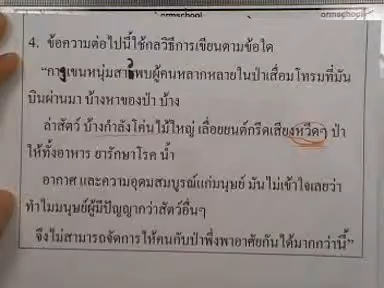 ormschool
ormschool
4. ข้อความต่อไปนี้ใช้กลวิธีการเขียนตามข้อใด
“กางเขนหนุ่มสาวพบผู้คนหลากหลายในป่าเสื่อมโทรมที่มัน
บินผ่านมา บ้างหาของป่า บ้าง
ล่าสัตว์ บ้างกำลังโค่นไม้ใหญ่ เลื่อยยนต์กรีดเสียงหวีดๆ ป่า
ให้ทั้งอาหาร ยารักษาโรค น้ำ
อากาศ และความอุดมสมบูรณ์แก่มนุษย์ มันไม่เข้าใจเลยว่า
ทำไมมนุษย์ผู้มีปัญญากว่าสัตว์อื่นๆ
จึงไม่สามารถจัดการให้คนกับป่าพึ่งพาอาศัยกันได้มากกว่านี้”